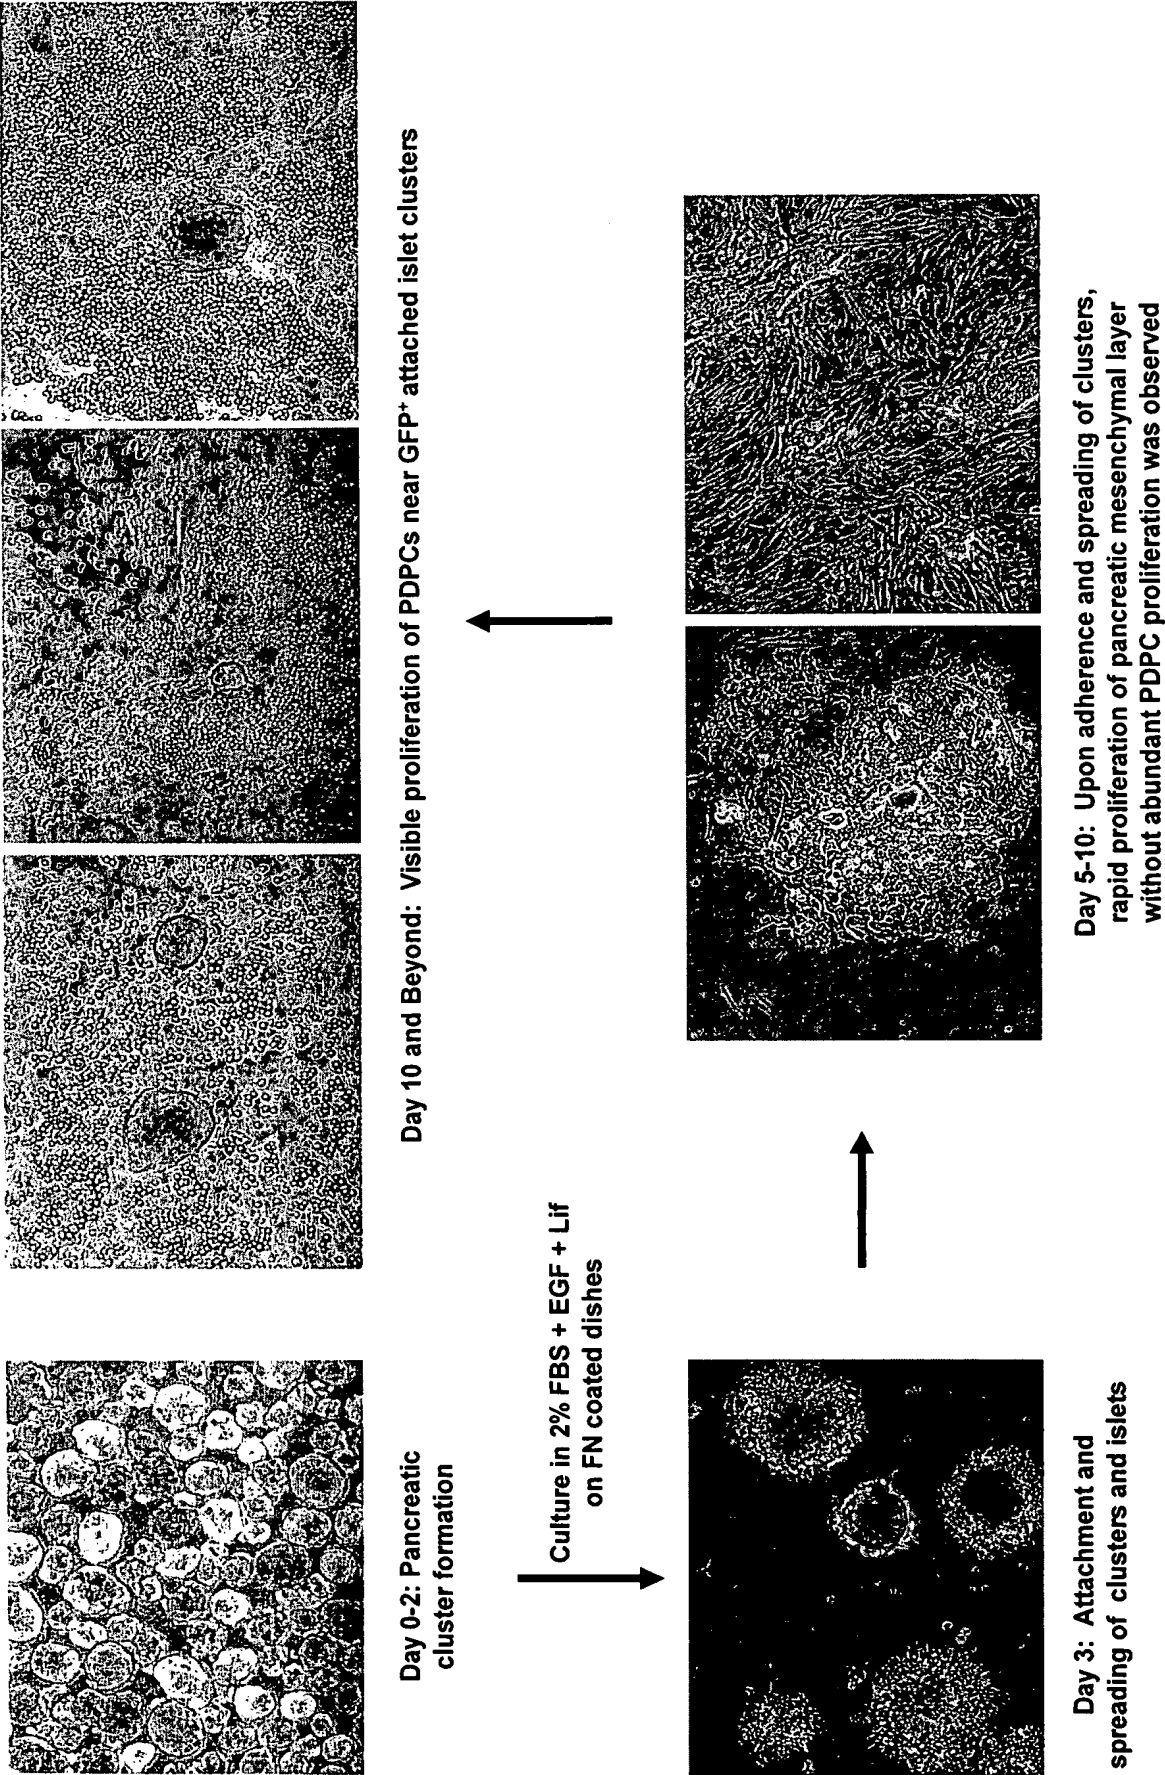 Day 0-2: Pancreatic
cluster formation
Culture in 2% FBS + EGF + Lif
on FN coated dishes
Day 3: Attachment and
spreading of clusters and islets
Day 5-10: Upon adherence and spreading of clusters,
rapid proliferation of pancreatic mesenchymal layer
without abundant PDPC proliferation was observed
Day 10 and Beyond: Visible proliferation of PDPCs near GFP⁺ attached islet clusters